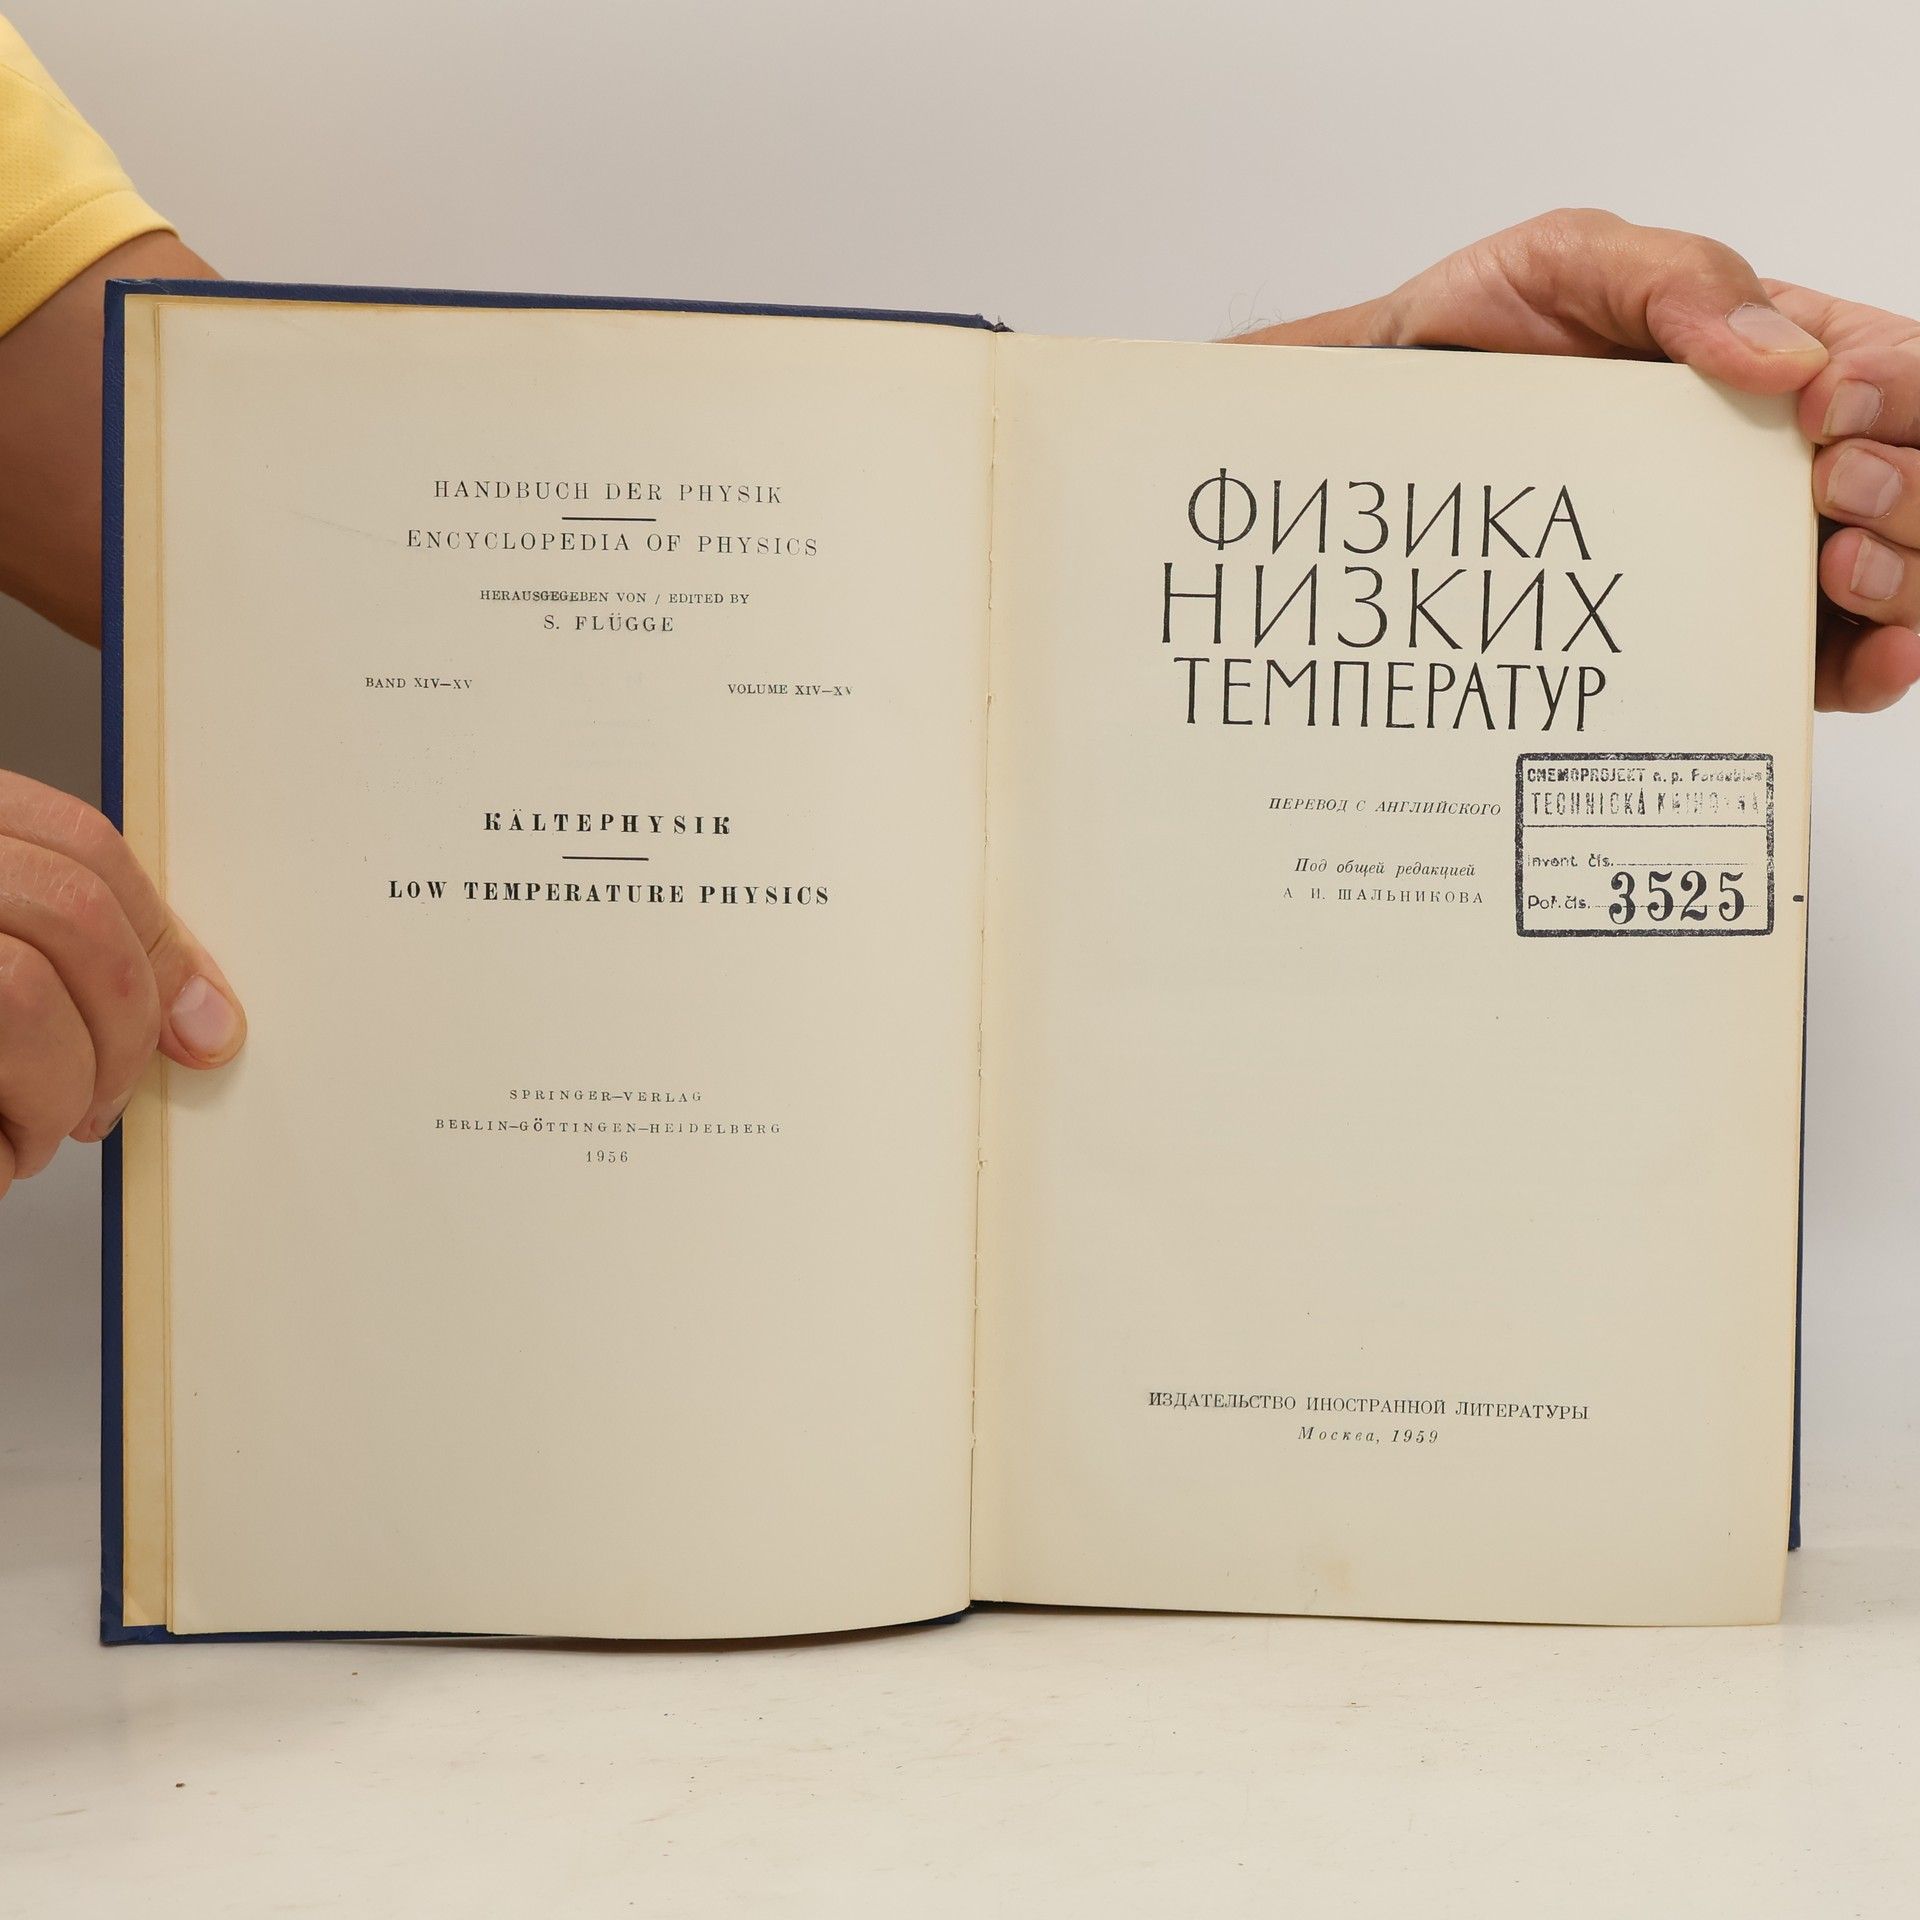 HANDBUCH DER PHYSIK
ENCYCLOPEDIA OF PHYSICS
HERAUSGEGEBEN VON / EDITED BY
S. FLÜGGE
BAND XIV—XV VOLUME XIV—XV
KÄLTEPHYSIK
LOW TEMPERATURE PHYSICS
SPRINGER—VERLAG
BERLIN—GÖTTINGEN—HEIDELBERG
1956
ФИЗИКА
НИЗКИХ
ТЕМПЕРАТУР
ПЕРЕВОД С АНГЛИЙСКОГО
Под общей редакцией
А И. ШАЛЬНИКОВА
CHEMOPROJEKT n. p.
TECHNICKÁ
Invent. čís.
Poř. čís. 3525
ИЗДАТЕЛЬСТВО ИНОСТРАННОЙ ЛИТЕРАТУРЫ
Москва, 1959